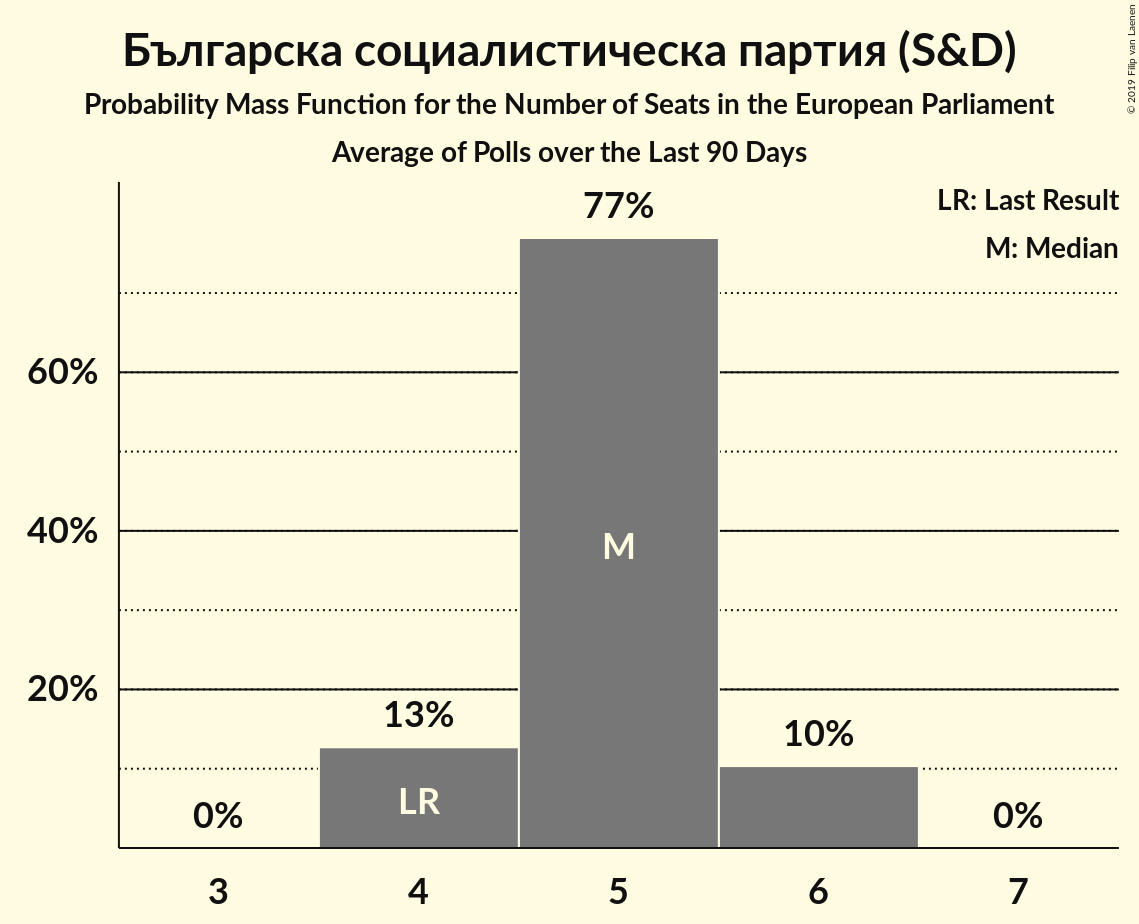 Българска социалистическа партия (S&D)
Probability Mass Function for the Number of Seats in the European Parliament
Average of Polls over the Last 90 Days
© 2019 Filip van Laenen
LR: Last Result
M: Median
77%
60%
40%
M
20%
13%
10%
LR
0%
0%
3 4 5 6 7